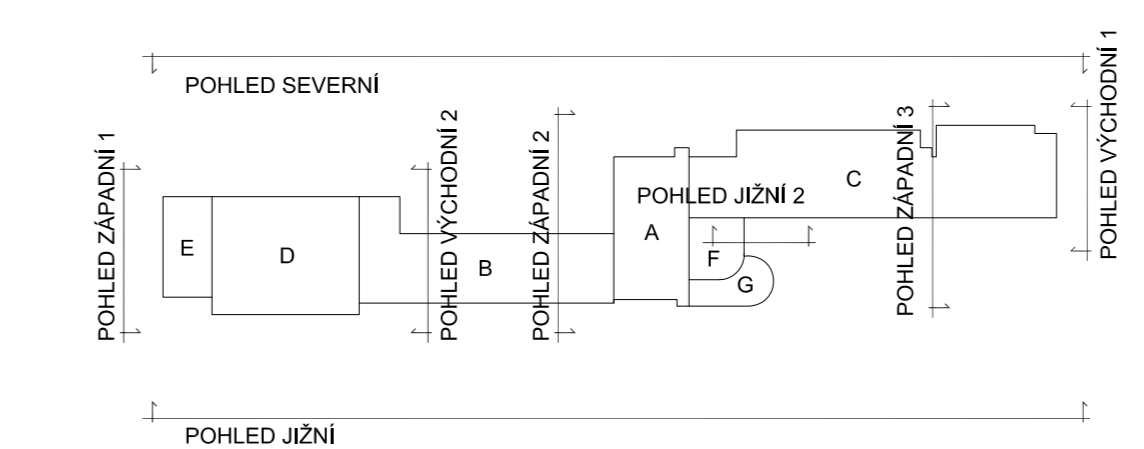 POHLED SEVERNÍ
POHLED ZÁPADNÍ 1
POHLED VÝCHODNÍ 2
POHLED ZÁPADNÍ 2
POHLED ZÁPADNÍ 3
POHLED VÝCHODNÍ 1
POHLED JIŽNÍ 2
C
A
E
D
B
F
G
POHLED JIŽNÍ